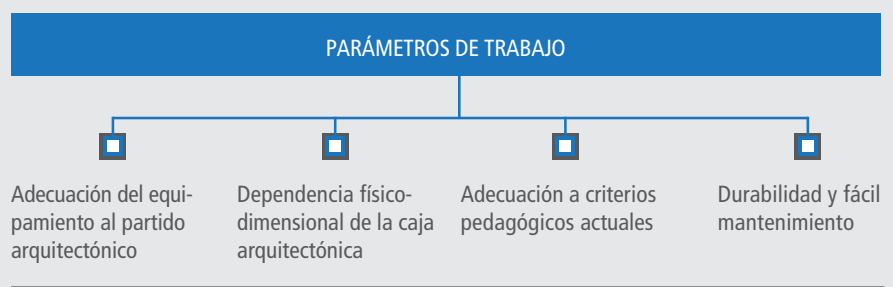 PARÁMETROS DE TRABAJO
Adecuación del equi-
pamiento al partido
arquitectónico
Dependencia físico-
dimensional de la caja
arquitectónica
Adecuación a criterios
pedagógicos actuales
Durabilidad y fácil
mantenimiento